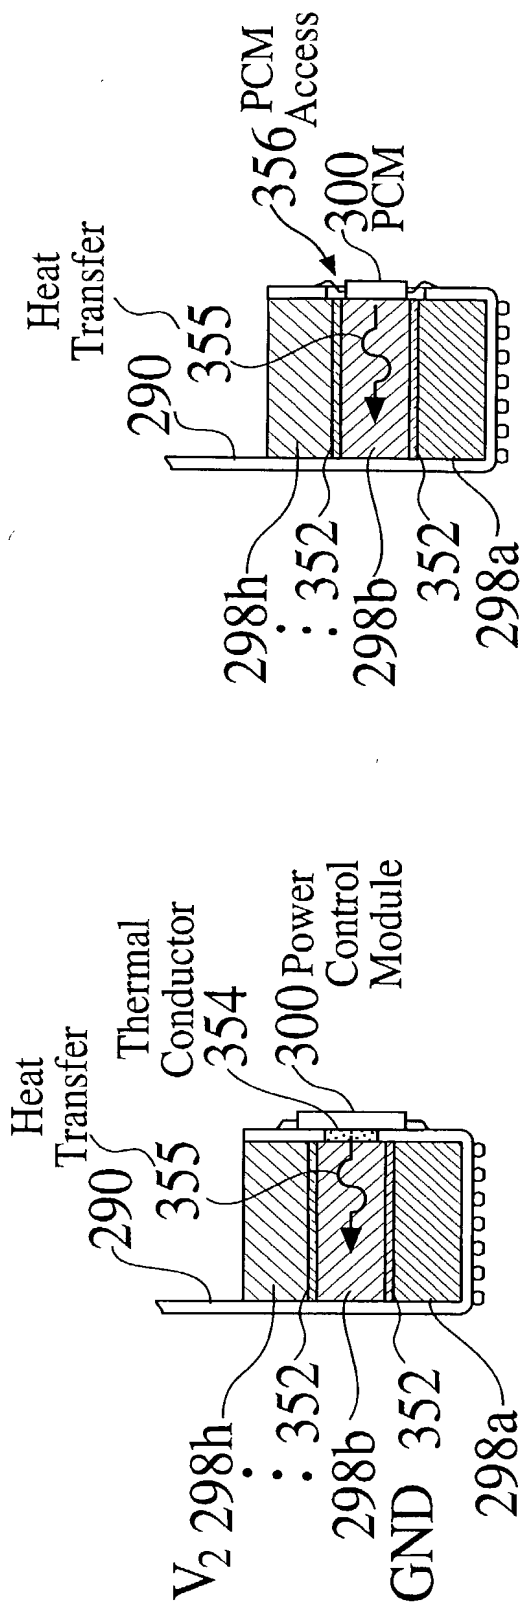 Heat
Transfer
290
355
Thermal
Conductor
354
300 Power
Control
Module
V2 298h
352
298b
GND 352
298a
Heat
Transfer
290
355
356 PCM
Access
300
PCM
298h
352
298b
352
298a